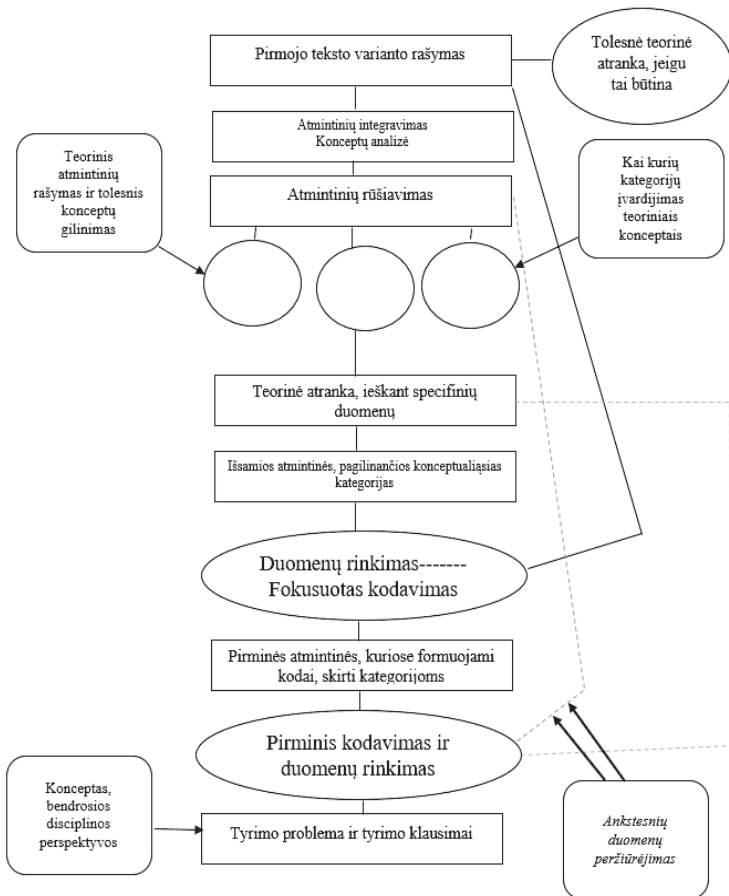 Pirmojo teksto varianto rašymas
Tolesnė teorinė
atranka, jeigu
tai būtina
Atmintinių integravimas
Konceptų analizė
Teorinis
atmintinių
rašymas ir tolesnis
konceptų
gilinimas
Atmintinių rūšiavimas
Kai kurių
kategorijų
įvardijimas
teoriniais
konceptais
Teorinė atranka, ieškant specifinių
duomenų
Išsamios atmintinės, pagilinančios konceptualiąsias
kategorijas
Duomenų rinkimas-------
Fokusuotas kodavimas
Pirminės atmintinės, kuriose formuojami
kodai, skirti kategorijoms
Pirminis kodavimas ir
duomenų rinkimas
Konceptas,
bendrosios
disciplinos
perspektyvos
Tyrimo problema ir tyrimo klausimai
Ankstesnių
duomenų
peržiūrėjimas